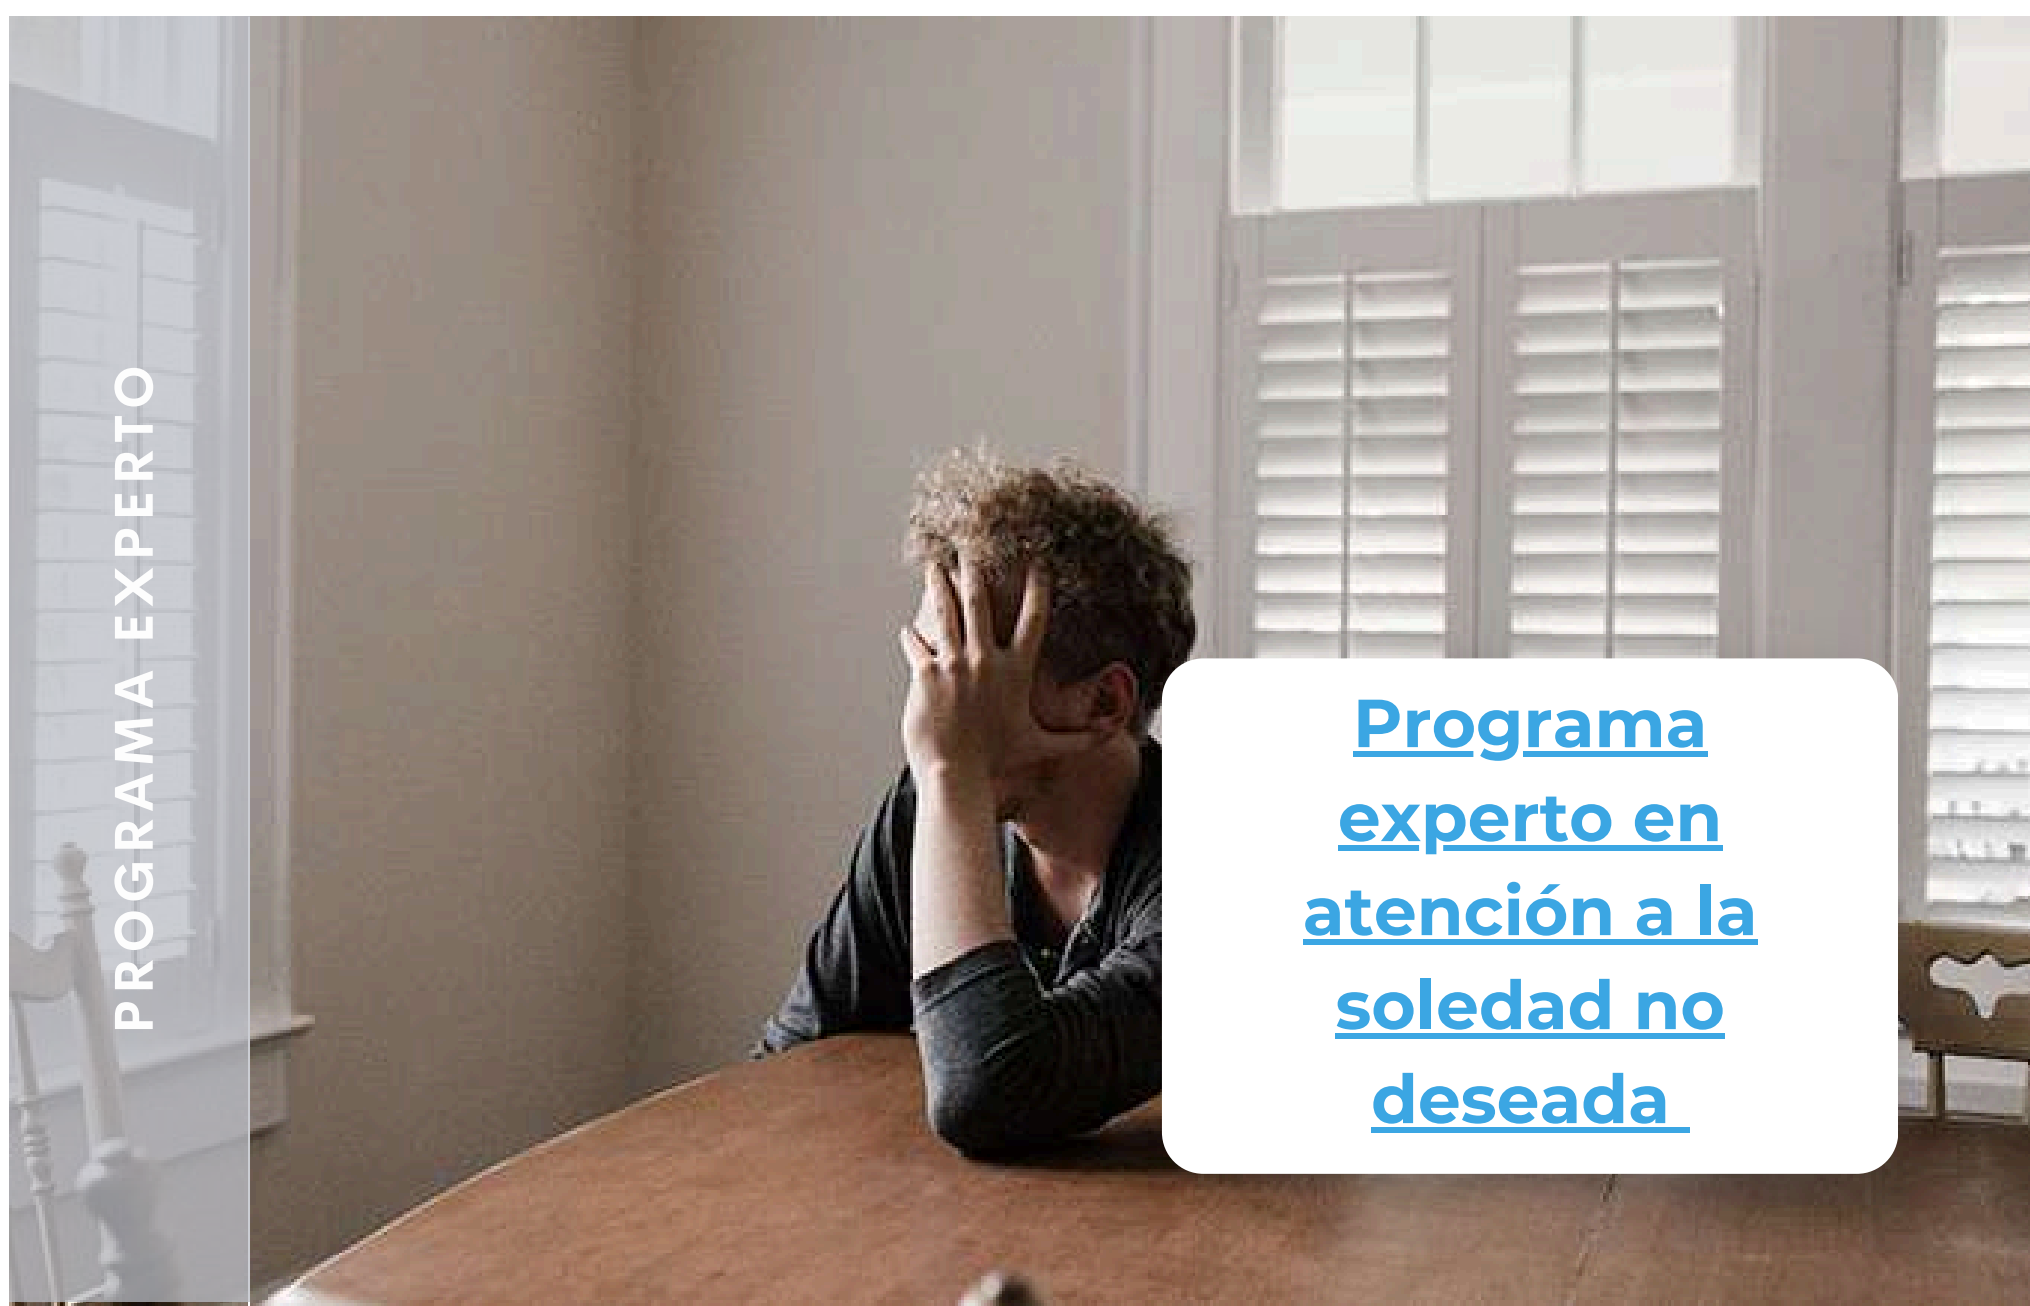 PROGRAMA EXPERTO
Programa
experto en
atención a la
soledad no
deseada